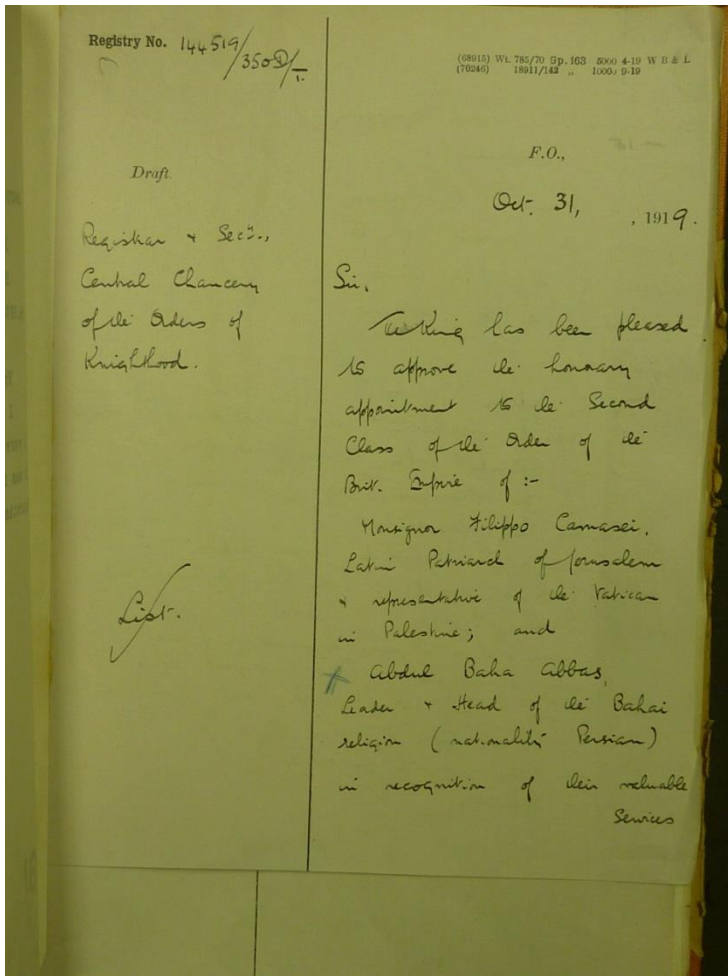 Registry No. 144519/350D/I.
(68915) Wt. 785/70 Gp. 163 5000 4-19 W B & L
(70246) 18911/142 „ 10000 9-19
Draft.
F.O.,
Oct. 31, , 1919.
Registrar + Secy.,
Central Chancery
of the Orders of
Knighthood.
List.
Sir,
The King has been pleased
to approve the honorary
appointment to the Second
Class of the Order of the
Brit. Empire of :-
Monsignor Filippo Camasei,
Latin Patriarch of Jerusalem
+ representative of the Vatican
in Palestine; and
Abdul Baha Abbas,
Leader + Head of the Bahai
religion (nationality Persian)
in recognition of their valuable
Services